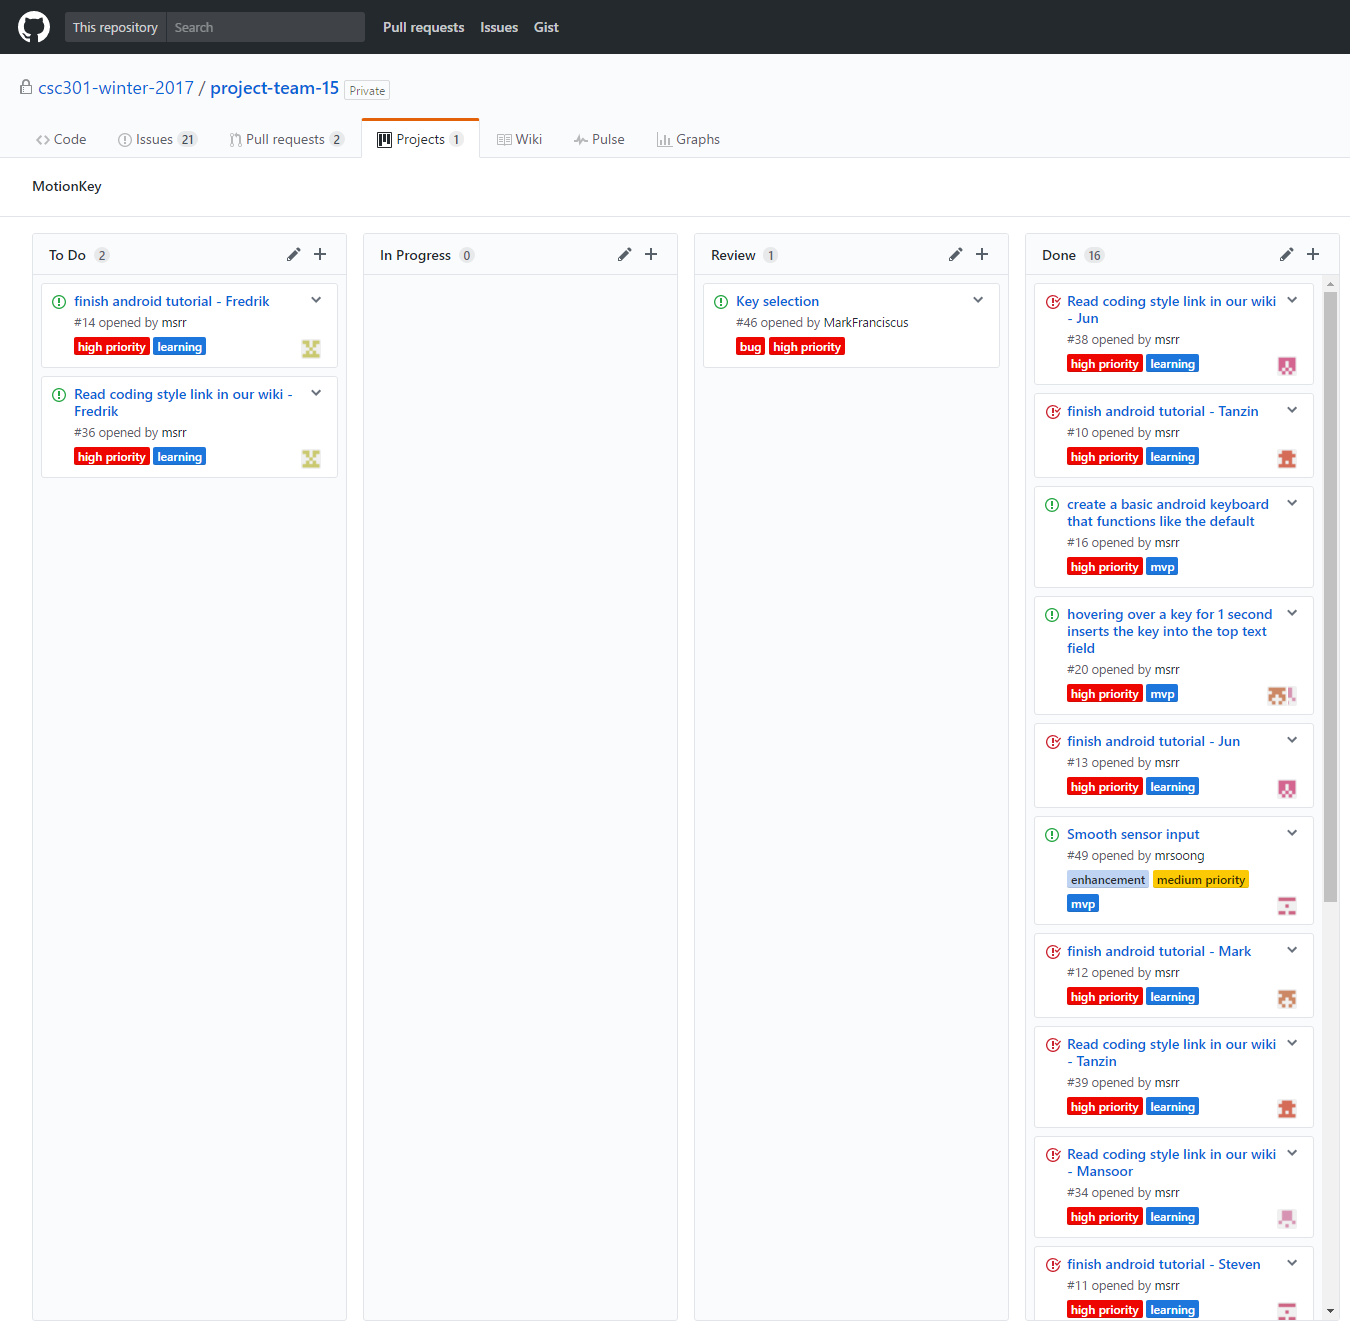 This repository Search Pull requests Issues Gist
csc301-winter-2017 / project-team-15 Private
Code Issues 21 Pull requests 2 Projects 1 Wiki Pulse Graphs
MotionKey
To Do 2
finish android tutorial - Fredrik
#14 opened by msrr
high priority learning
Read coding style link in our wiki -
Fredrik
#36 opened by msrr
high priority learning
In Progress 0
Review 1
Key selection
#46 opened by MarkFranciscus
bug high priority
Done 16
Read coding style link in our wiki
- Jun
#38 opened by msrr
high priority learning
finish android tutorial - Tanzin
#10 opened by msrr
high priority learning
create a basic android keyboard
that functions like the default
#16 opened by msrr
high priority mvp
hovering over a key for 1 second
inserts the key into the top text
field
#20 opened by msrr
high priority mvp
finish android tutorial - Jun
#13 opened by msrr
high priority learning
Smooth sensor input
#49 opened by mrsoong
enhancement medium priority
mvp
finish android tutorial - Mark
#12 opened by msrr
high priority learning
Read coding style link in our wiki
- Tanzin
#39 opened by msrr
high priority learning
Read coding style link in our wiki
- Mansoor
#34 opened by msrr
high priority learning
finish android tutorial - Steven
#11 opened by msrr
high priority learning